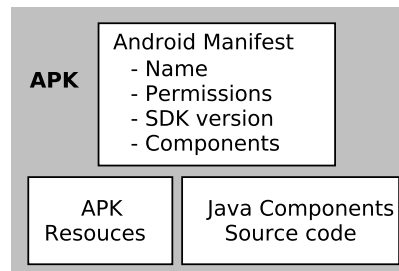 Android Manifest
- Name
APK
- Permissions
- SDK version
- Components
APK
Resouces
Java Components
Source code